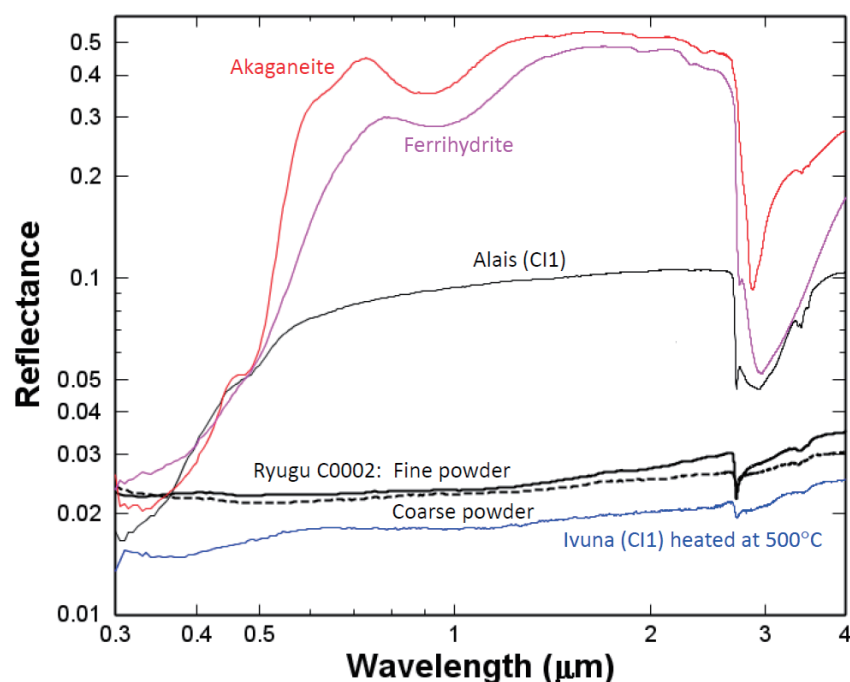 0.5
0.4
0.3
0.2
0.1
0.05
0.04
0.03
0.02
0.01
Reflectance
Akaganeite
Ferrihydrite
Alais (CI1)
Ryugu C0002: Fine powder
Coarse powder
Ivuna (CI1) heated at 500°C
0.3 0.4 0.5 1 2 3 4
Wavelength (μm)